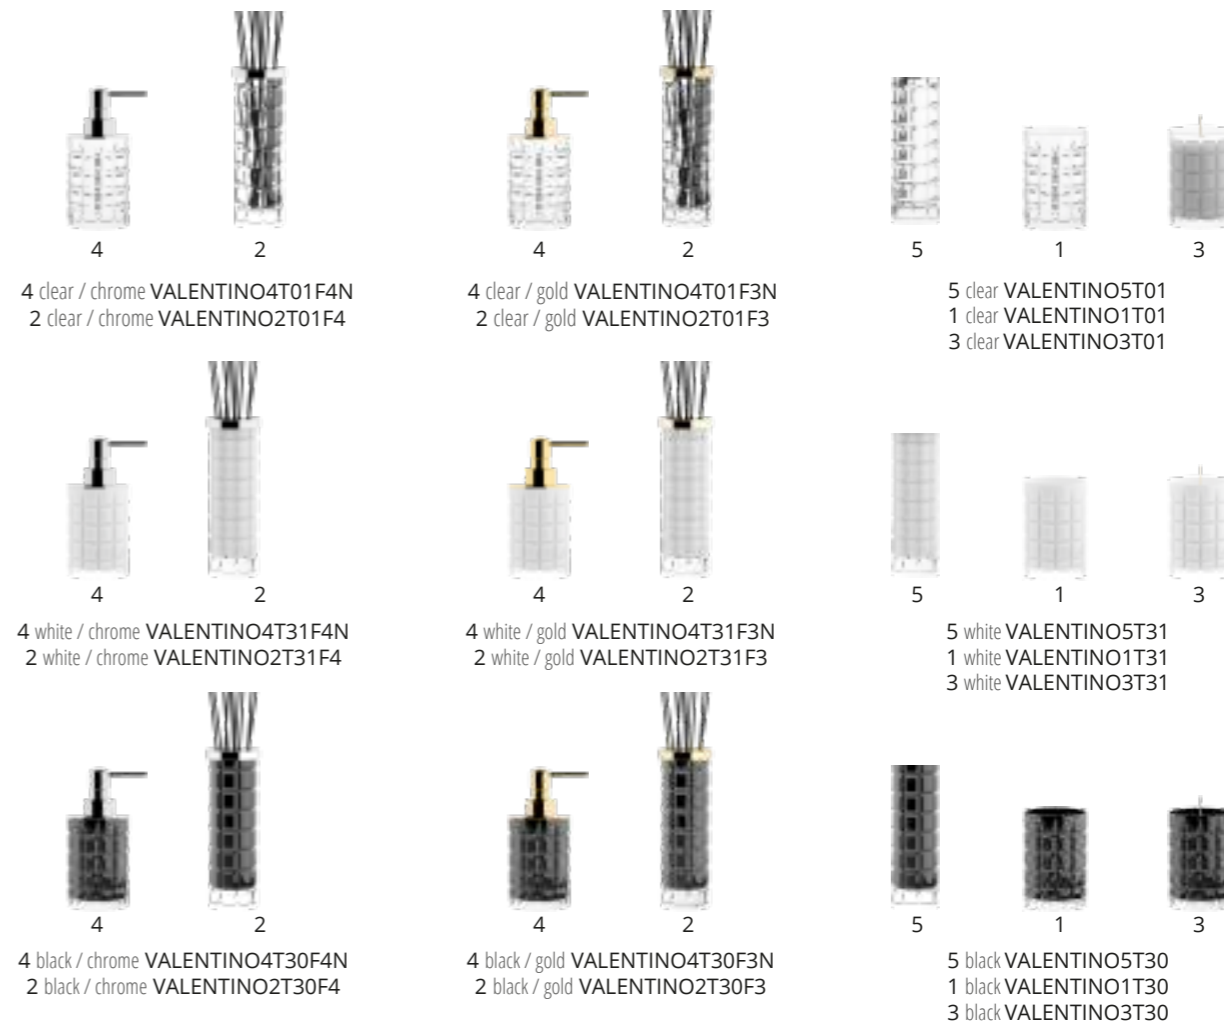 4 2
4 clear / chrome VALENTINO4T01F4N
2 clear / chrome VALENTINO2T01F4
4 2
4 clear / gold VALENTINO4T01F3N
2 clear / gold VALENTINO2T01F3
5 1 3
5 clear VALENTINO5T01
1 clear VALENTINO1T01
3 clear VALENTINO3T01
4 2
4 white / chrome VALENTINO4T31F4N
2 white / chrome VALENTINO2T31F4
4 2
4 white / gold VALENTINO4T31F3N
2 white / gold VALENTINO2T31F3
5 1 3
5 white VALENTINO5T31
1 white VALENTINO1T31
3 white VALENTINO3T31
4 2
4 black / chrome VALENTINO4T30F4N
2 black / chrome VALENTINO2T30F4
4 2
4 black / gold VALENTINO4T30F3N
2 black / gold VALENTINO2T30F3
5 1 3
5 black VALENTINO5T30
1 black VALENTINO1T30
3 black VALENTINO3T30